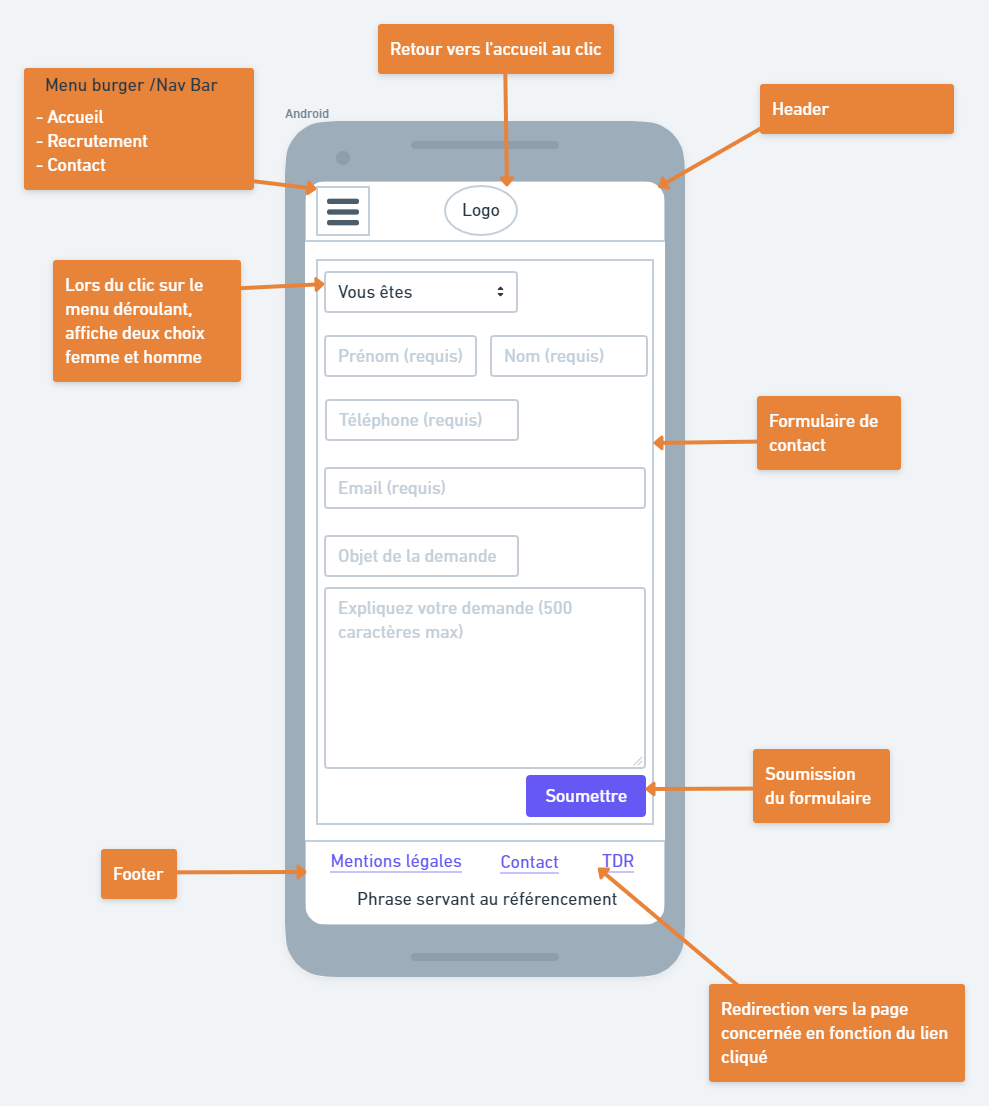 Retour vers l'accueil au clic
Menu burger /Nav Bar
- Accueil
- Recrutement
- Contact
Android
Header
Logo
Lors du clic sur le
menu déroulant,
affiche deux choix
femme et homme
Vous êtes
Prénom (requis)
Nom (requis)
Téléphone (requis)
Formulaire de
contact
Email (requis)
Objet de la demande
Expliquez votre demande (500
caractères max)
Soumission
du formulaire
Soumettre
Footer
Mentions légales
Contact
TDR
Phrase servant au référencement
Redirection vers la page
concernée en fonction du lien
cliqué